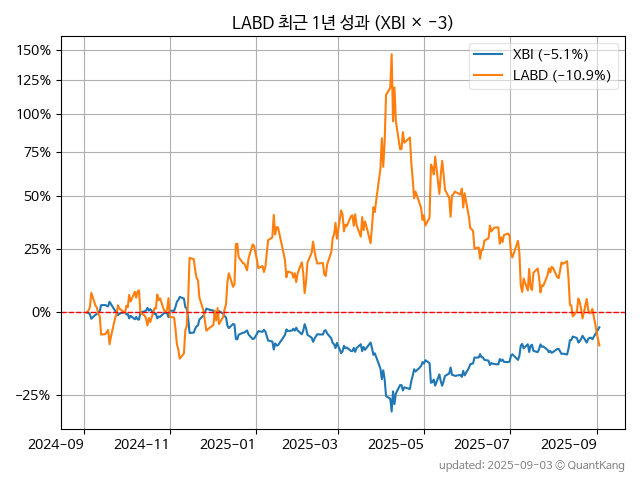 LABD 최근 1년 성과 (XBI × −3)
XBI (−5.1%)
LABD (−10.9%)
150%
125%
100%
75%
50%
25%
0%
−25%
2024-09 2024-11 2025-01 2025-03 2025-05 2025-07 2025-09
updated: 2025-09-03 © QuantKang